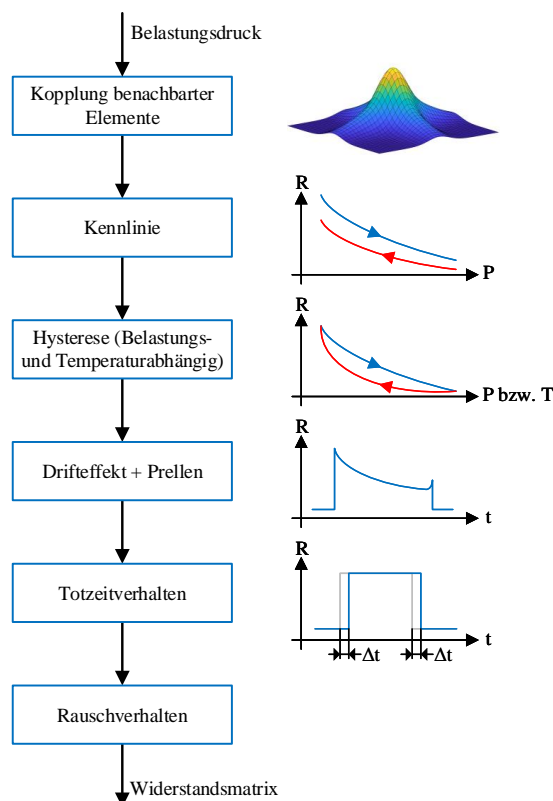 Belastungsdruck
Kopplung benachbarter
Elemente
R
Kennlinie
P
R
Hysterese (Belastungs-
und Temperaturabhängig)
P bzw. T
R
Drifteffekt + Prellen
t
R
Totzeitverhalten
t
Δt
Δt
Rauschverhalten
Widerstandsmatrix